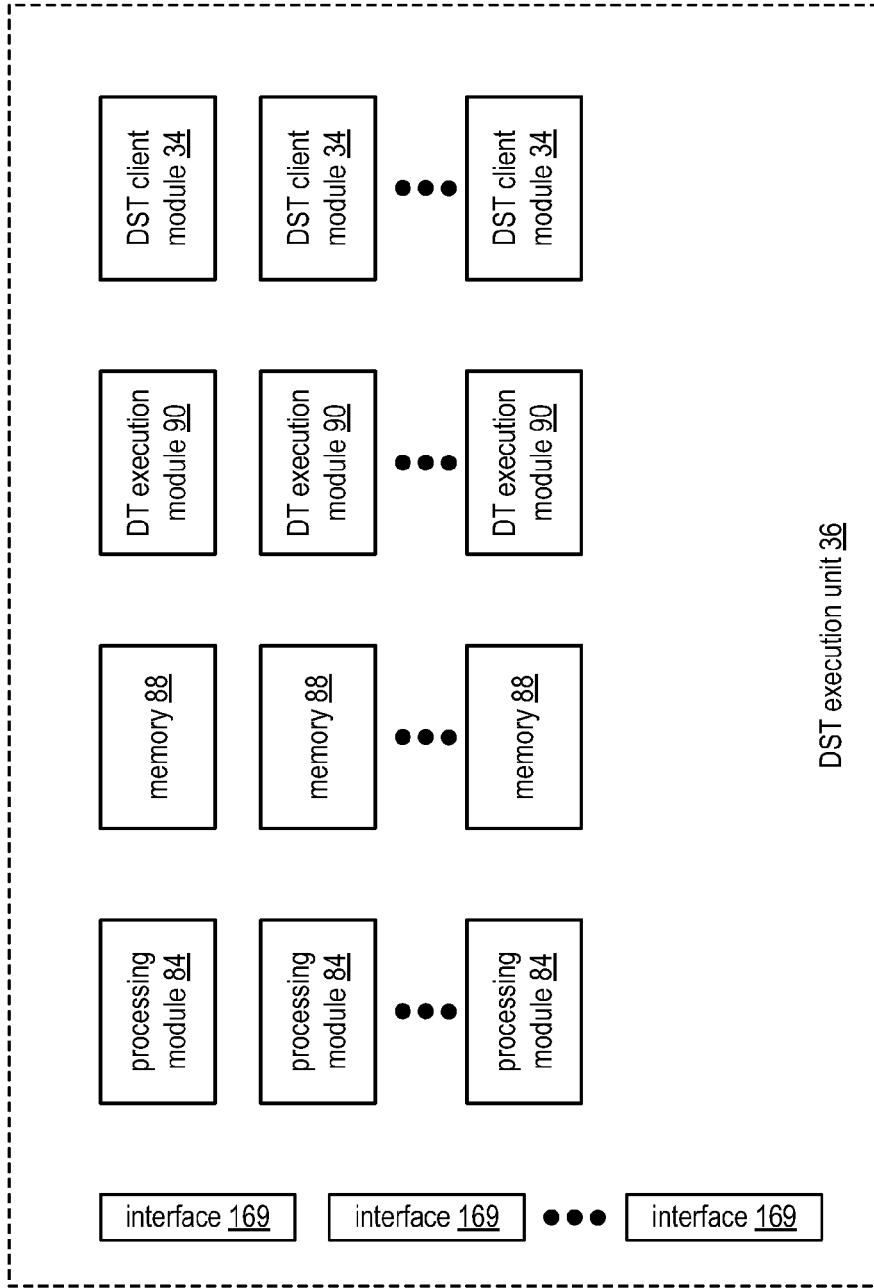 interface 169
interface 169
interface 169
processing
module 84
processing
module 84
processing
module 84
memory 88
memory 88
memory 88
DT execution
module 90
DT execution
module 90
DT execution
module 90
DST client
module 34
DST client
module 34
DST client
module 34
DST execution unit 36